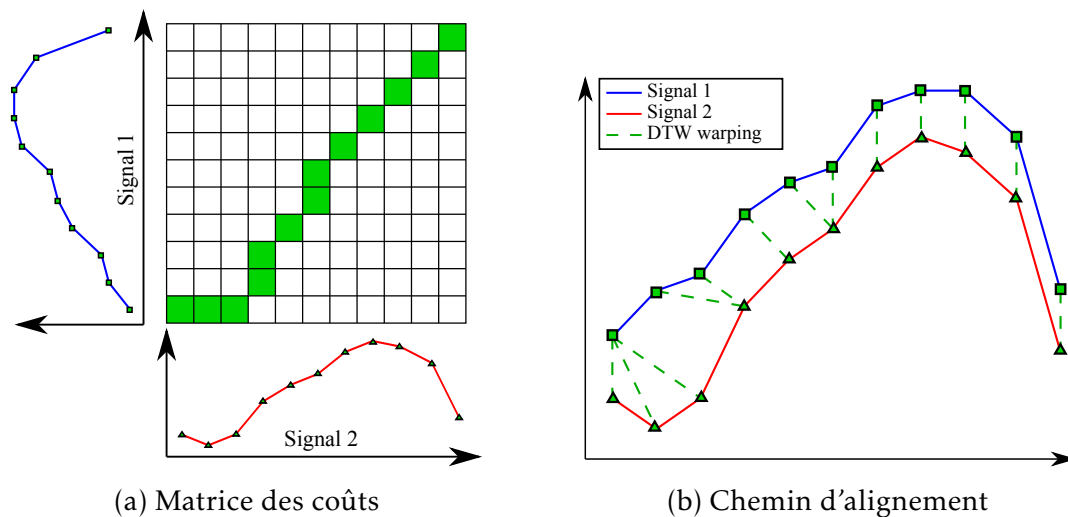 Signal 1
Signal 2
Signal 1
Signal 2
DTW warping
(a) Matrice des coûts
(b) Chemin d'alignement